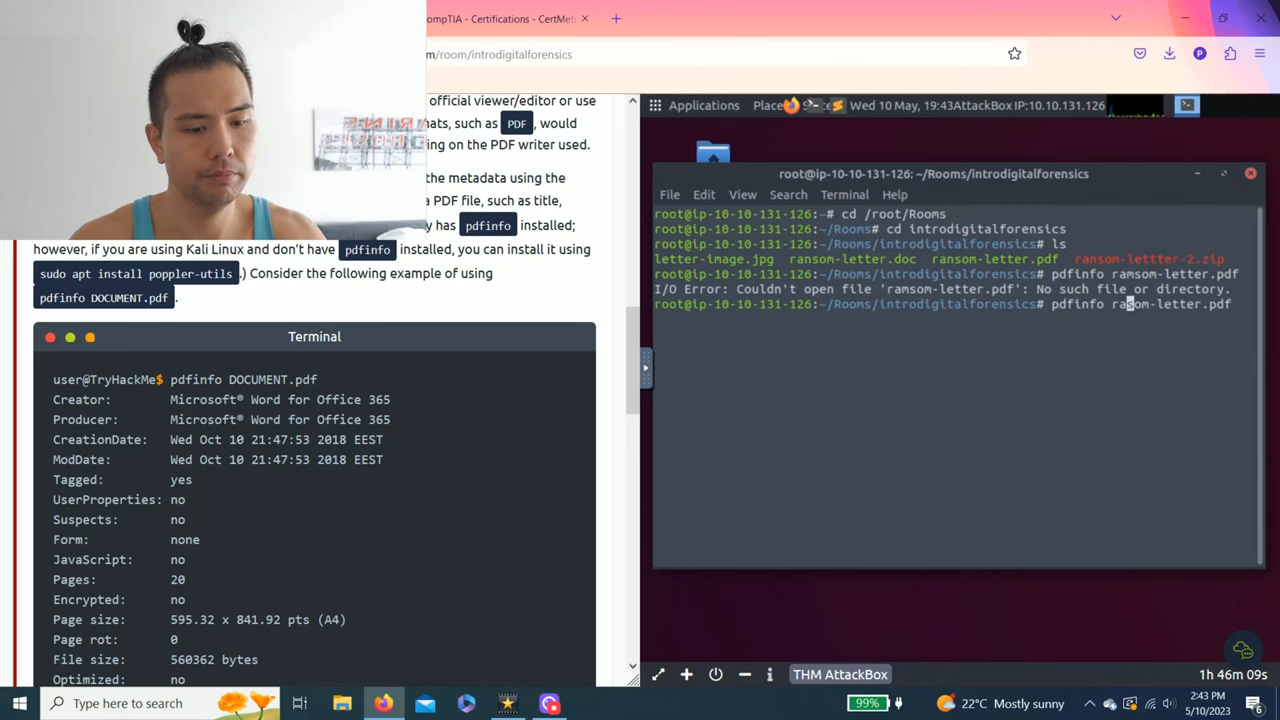 ompTIA - Certifications - CertMet
m/room/introdigitalforensics
official viewer/editor or use
ats, such as PDF, would
ing on the PDF writer used.
the metadata using the
a PDF file, such as title,
y has pdfinfo installed;
however, if you are using Kali Linux and don't have pdfinfo installed, you can install it using
sudo apt install poppler-utils.) Consider the following example of using
pdfinfo DOCUMENT.pdf.
Terminal
user@TryHackMe$ pdfinfo DOCUMENT.pdf
Creator: Microsoft® Word for Office 365
Producer: Microsoft® Word for Office 365
CreationDate: Wed Oct 10 21:47:53 2018 EEST
ModDate: Wed Oct 10 21:47:53 2018 EEST
Tagged: yes
UserProperties: no
Suspects: no
Form: none
JavaScript: no
Pages: 20
Encrypted: no
Page size: 595.32 x 841.92 pts (A4)
Page rot: 0
File size: 560362 bytes
Optimized: no
Applications Place Wed 10 May, 19:43 AttackBox IP:10.10.131.126
root@ip-10-10-131-126: ~/Rooms/introdigitalforensics
File Edit View Search Terminal Help
root@ip-10-10-131-126:~# cd /root/Rooms
root@ip-10-10-131-126:~/Rooms# cd introdigitalforensics
root@ip-10-10-131-126:~/Rooms/introdigitalforensics# ls
letter-image.jpg ransom-letter.doc ransom-letter.pdf ransom-lettter-2.zip
root@ip-10-10-131-126:~/Rooms/introdigitalforensics# pdfinfo ramsom-letter.pdf
I/O Error: Couldn't open file 'ramsom-letter.pdf': No such file or directory.
root@ip-10-10-131-126:~/Rooms/introdigitalforensics# pdfinfo rasom-letter.pdf
THM AttackBox
1h 46m 09s
Type here to search
99%
22°C Mostly sunny
2:43 PM
5/10/2023
6